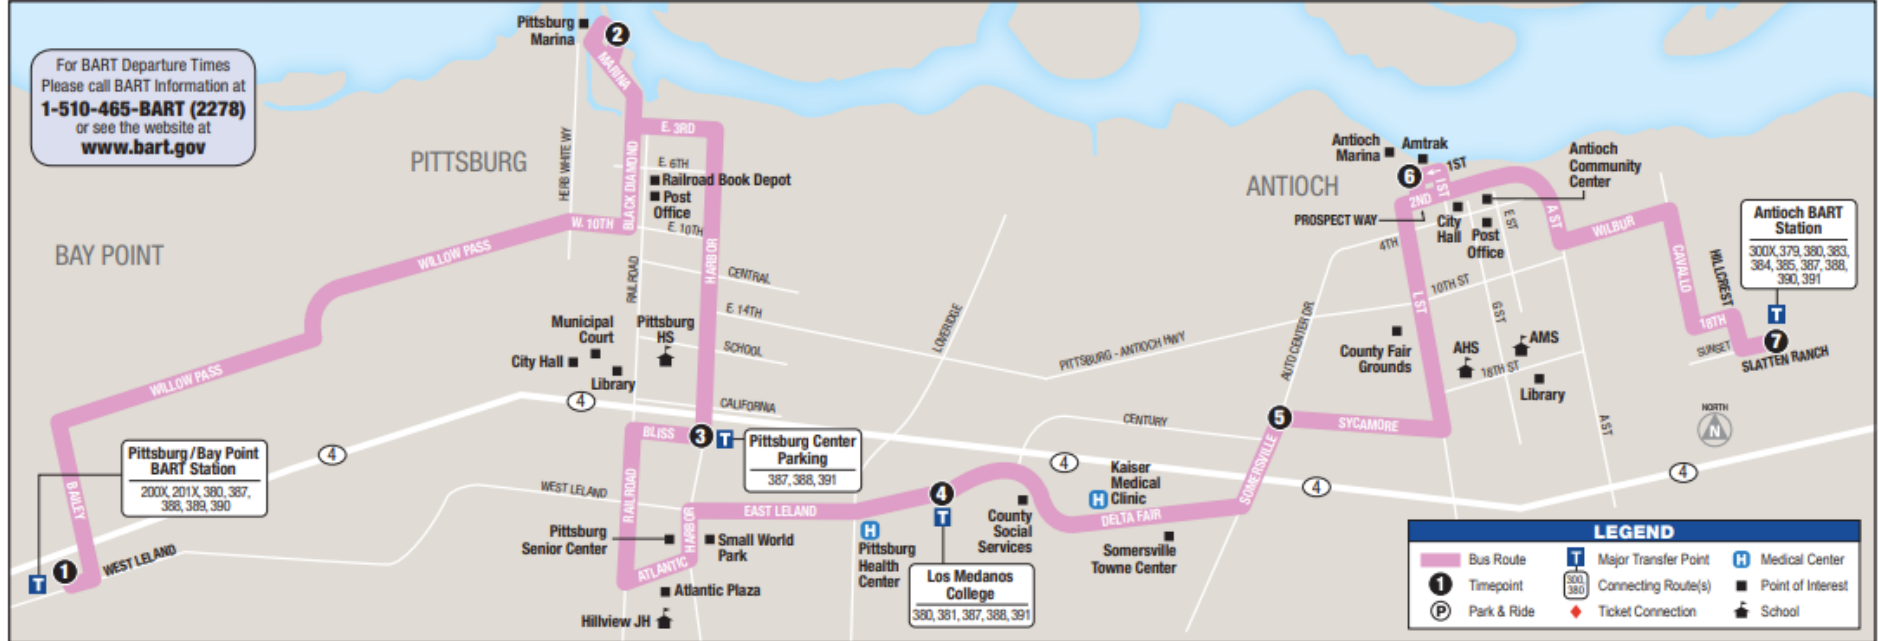 For BART Departure Times
Please call BART Information at
1-510-465-BART (2278)
or see the website at
www.bart.gov
BAY POINT
PITTSBURG
ANTIOCH
Pittsburg
Marina
2
MARINA
HERB WHITE WY
BLACK DIAMOND
E. 3RD
E. 6TH
Railroad Book Depot
Post
Office
W. 10TH
E. 10TH
HARBOR
RAILROAD
CENTRAL
E. 14TH
SCHOOL
CALIFORNIA
WILLOW PASS
WILLOW PASS
BAILEY
Municipal
Court
City Hall
Library
Pittsburg
HS
4
4
Pittsburg/Bay Point
BART Station
200X, 201X, 380, 387,
388, 389, 390
T
1
WEST LELAND
BLISS
3
T
Pittsburg Center
Parking
387, 388, 391
WEST LELAND
RAILROAD
HARBOR
ATLANTIC
EAST LELAND
Pittsburg
Senior Center
Small World
Park
Atlantic Plaza
Hillview JH
H
Pittsburg
Health
Center
4
T
Los Medanos
College
380, 381, 387, 388, 391
County
Social
Services
H
Kaiser
Medical
Clinic
DELTA FAIR
Somersville
Towne Center
SOMERSVILLE
CENTURY
4
4
4
LOVERIDGE
PITTSBURG - ANTIOCH HWY
AUTO CENTER DR
5
SYCAMORE
L ST
County Fair
Grounds
AHS
AMS
18TH ST
Library
Antioch
Marina
Amtrak
6
1ST
I ST
2ND
PROSPECT WAY
4TH
City
Hall
Post
Office
E ST
Antioch
Community
Center
A ST
10TH ST
G ST
A ST
WILBUR
CAVALLO
HILLCREST
18TH
SUNSET
SLATTEN RANCH
7
T
Antioch BART
Station
300X, 379, 380, 383,
384, 385, 387, 388,
390, 391
NORTH
N
LEGEND
Bus Route
1 Timepoint
P Park & Ride
T Major Transfer Point
300, 380 Connecting Route(s)
Ticket Connection
H Medical Center
Point of Interest
School